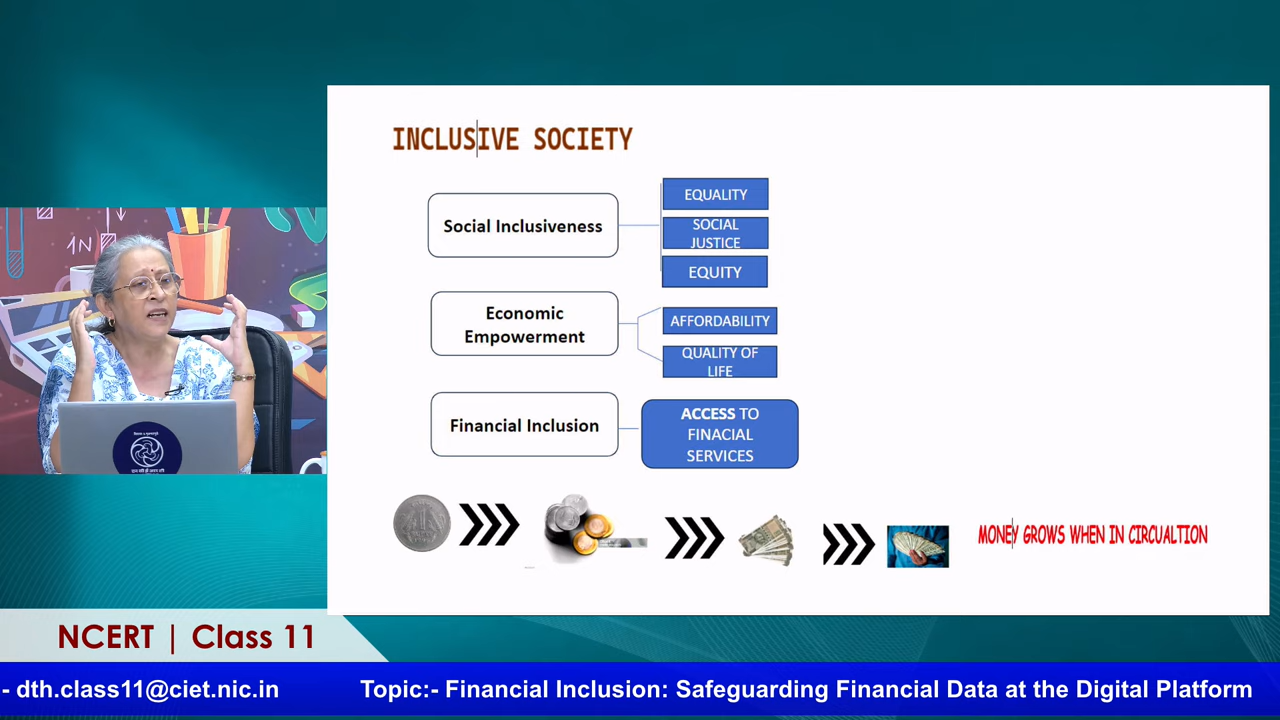 INCLUSIVE SOCIETY
Social Inclusiveness
EQUALITY
SOCIAL
JUSTICE
EQUITY
Economic
Empowerment
AFFORDABILITY
QUALITY OF
LIFE
Financial Inclusion
ACCESS TO
FINACIAL
SERVICES
MONEY GROWS WHEN IN CIRCUALTION
1N
NCERT | Class 11
- dth.class11@ciet.nic.in
Topic:- Financial Inclusion: Safeguarding Financial Data at the Digital Platform